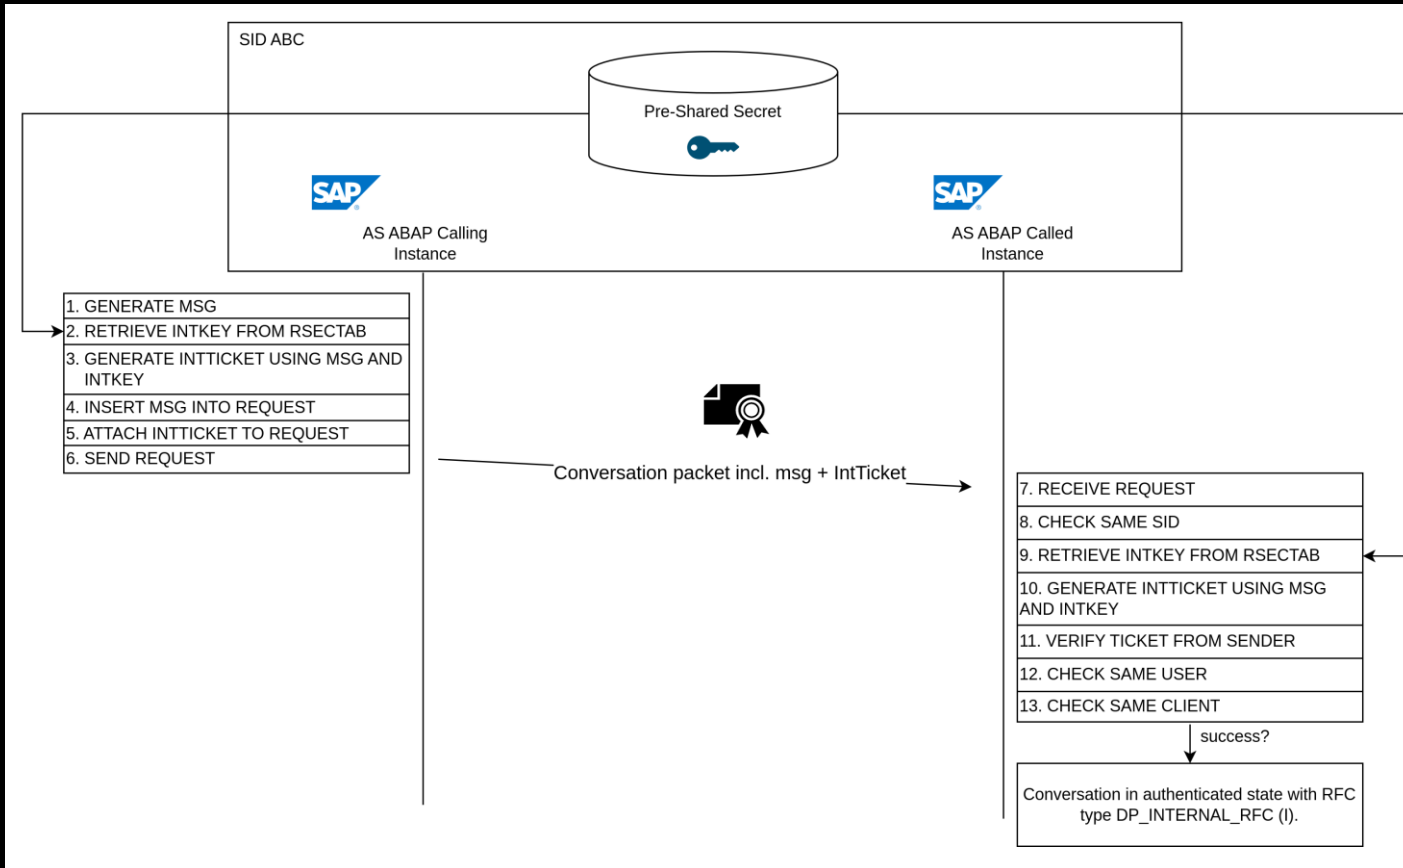 SID ABC
Pre-Shared Secret
SAP
®
AS ABAP Calling
Instance
SAP
®
AS ABAP Called
Instance
1. GENERATE MSG
2. RETRIEVE INTKEY FROM RSECTAB
3. GENERATE INTTICKET USING MSG AND
INTKEY
4. INSERT MSG INTO REQUEST
5. ATTACH INTTICKET TO REQUEST
6. SEND REQUEST
Conversation packet incl. msg + IntTicket
7. RECEIVE REQUEST
8. CHECK SAME SID
9. RETRIEVE INTKEY FROM RSECTAB
10. GENERATE INTTICKET USING MSG
AND INTKEY
11. VERIFY TICKET FROM SENDER
12. CHECK SAME USER
13. CHECK SAME CLIENT
success?
Conversation in authenticated state with RFC
type DP_INTERNAL_RFC (I).